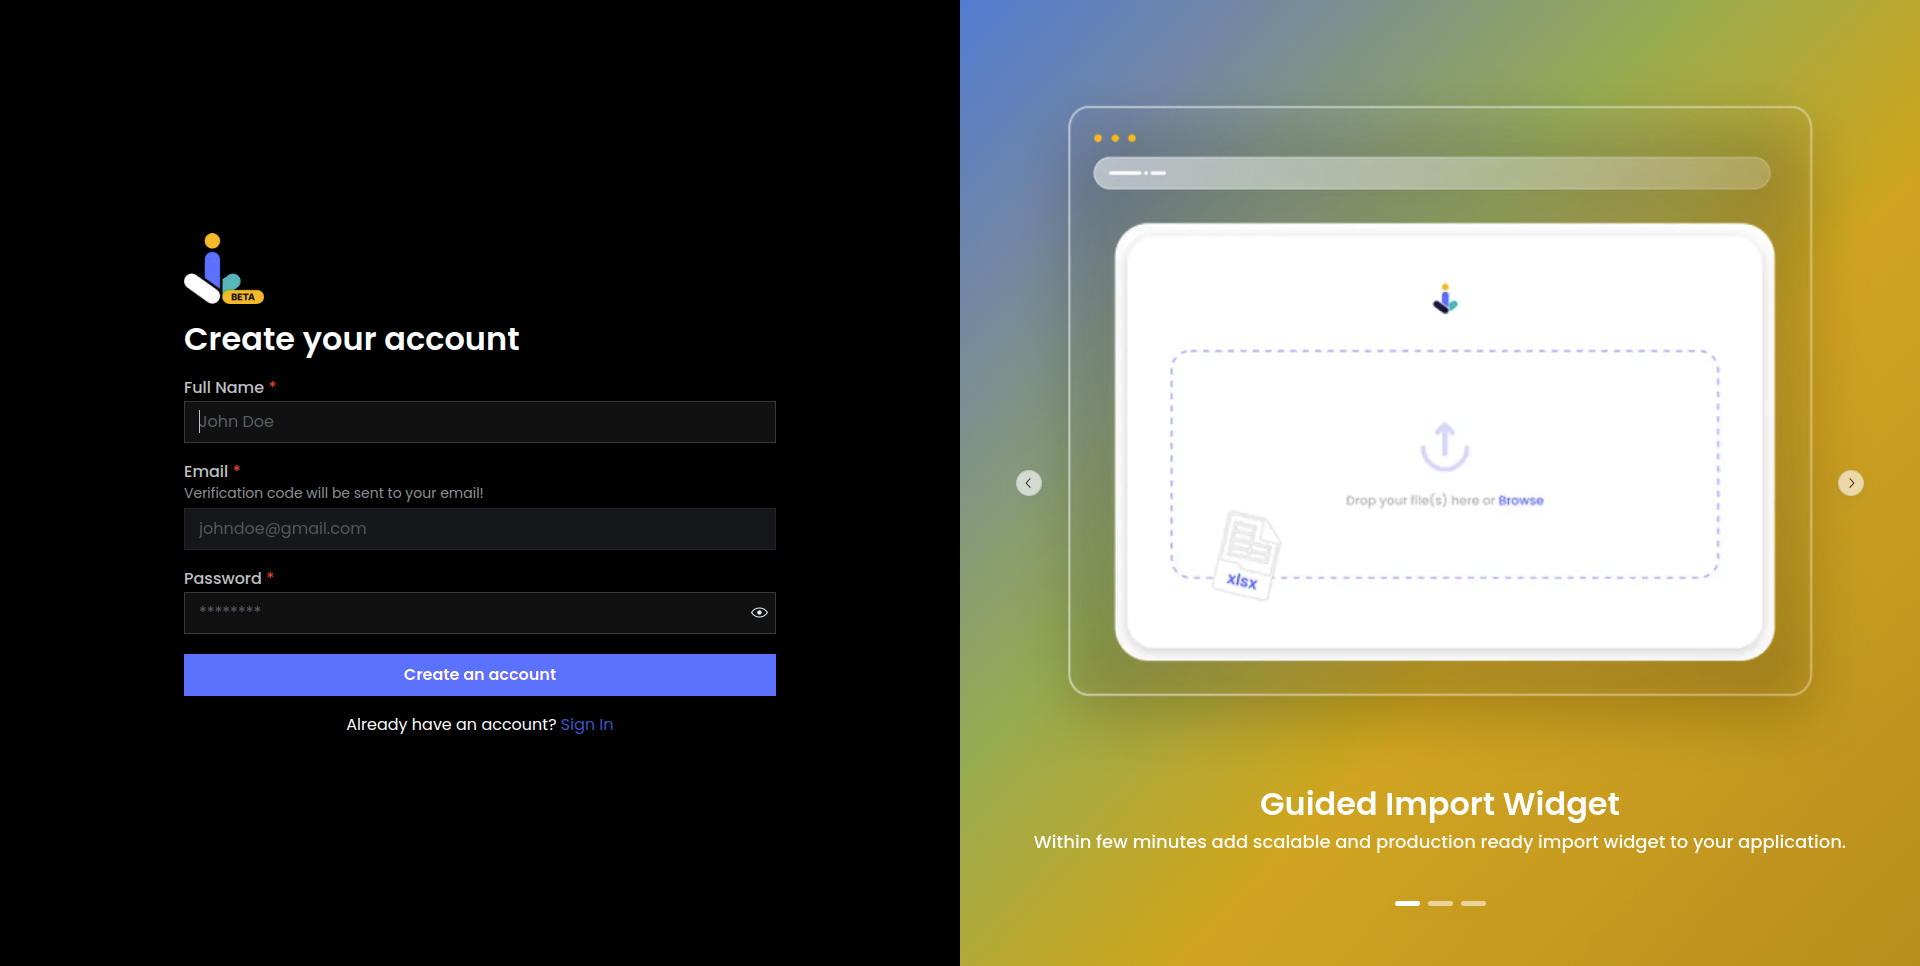 BETA
Create your account
Full Name *
John Doe
Email *
Verification code will be sent to your email!
johndoe@gmail.com
Password *
********
Create an account
Already have an account? Sign In
Drop your file(s) here or Browse
xlsx
Guided Import Widget
Within few minutes add scalable and production ready import widget to your application.